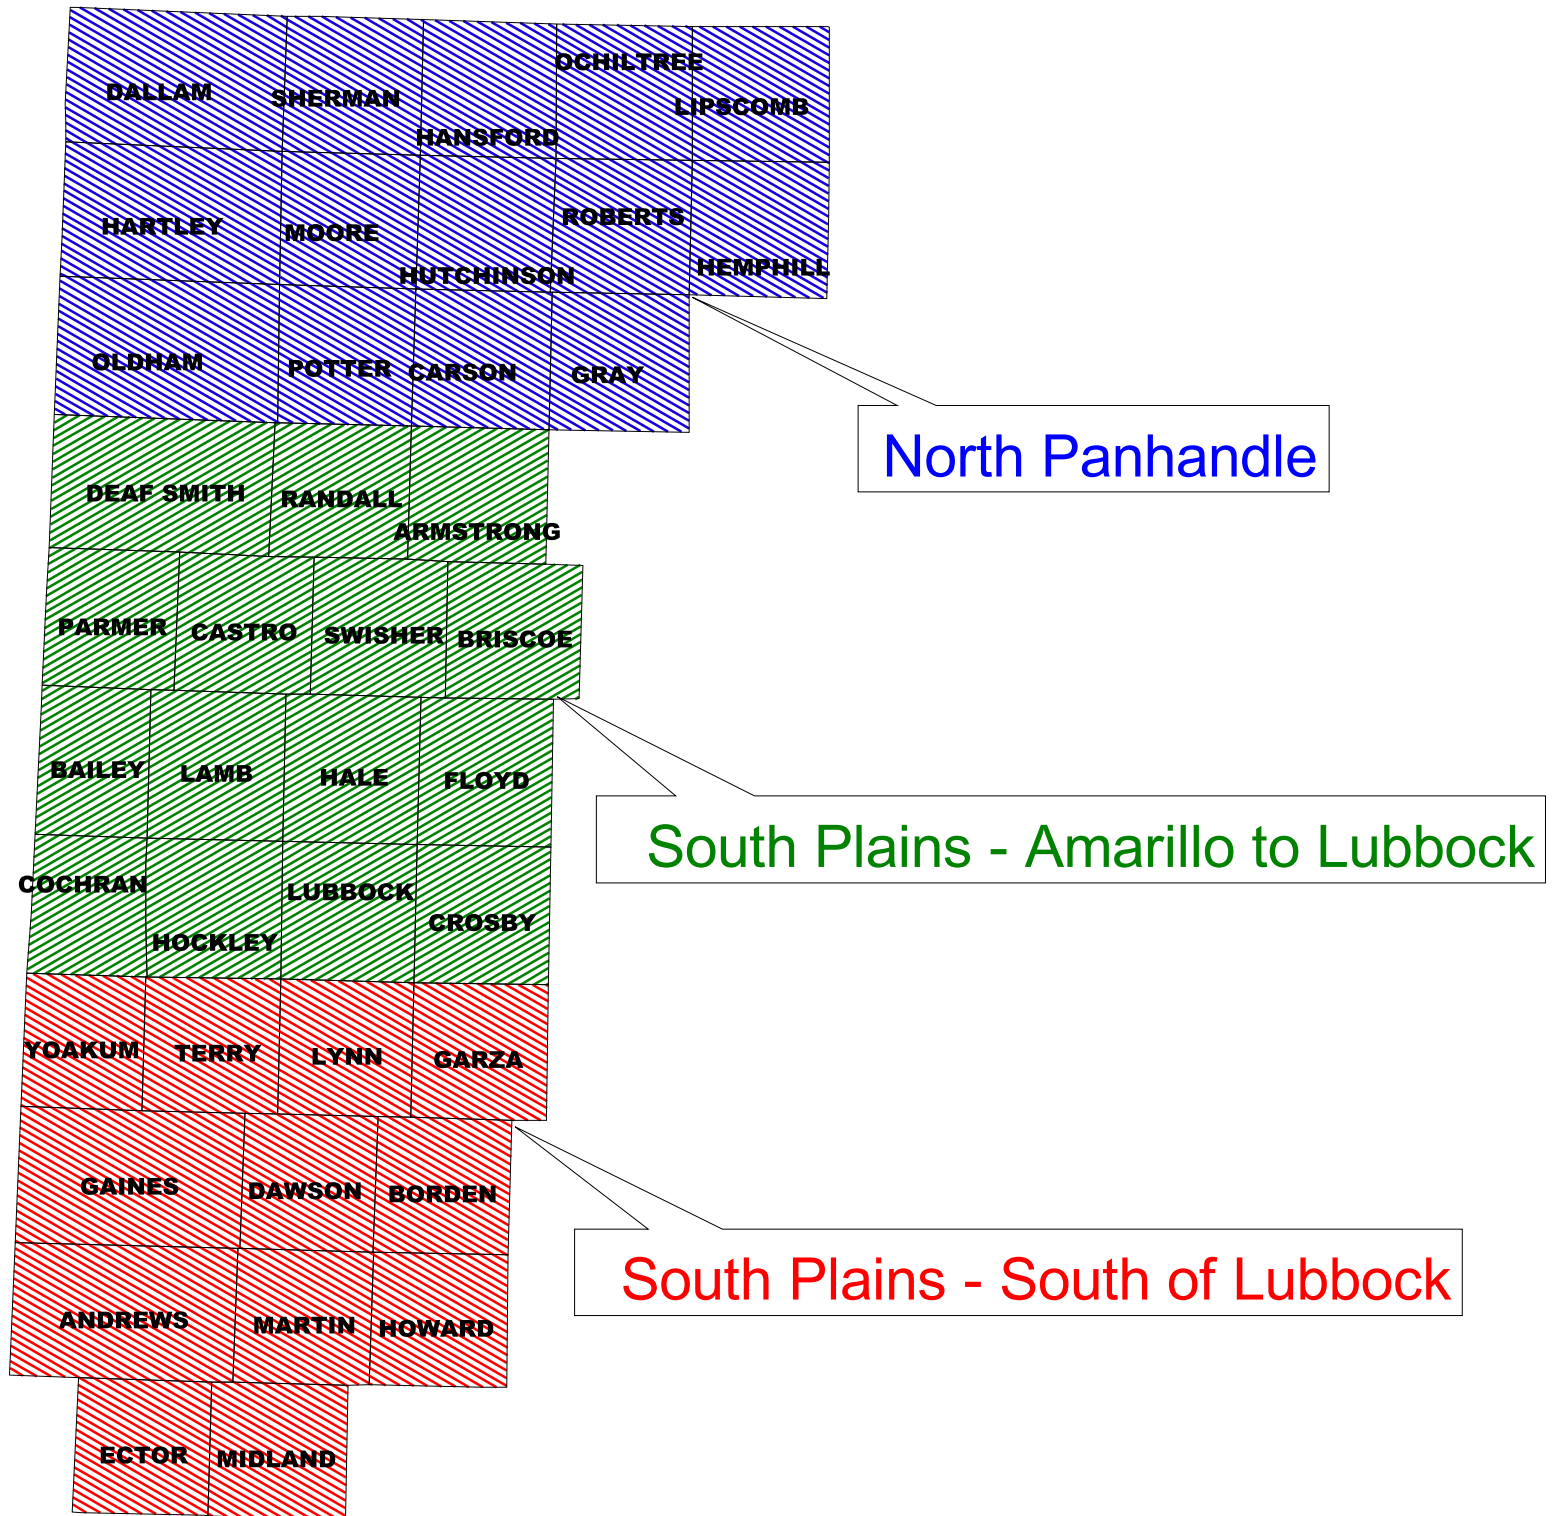 OCHILTREE
DALLAM
SHERMAN
LIPSCOMB
HANSFORD
HARTLEY
MOORE
ROBERTS
HUTCHINSON
HEMPHILL
OLDHAM
POTTER
CARSON
GRAY
North Panhandle
DEAF SMITH
RANDALL
ARMSTRONG
PARMER
CASTRO
SWISHER
BRISCOE
BAILEY
LAMB
HALE
FLOYD
South Plains - Amarillo to Lubbock
COCHRAN
LUBBOCK
HOCKLEY
CROSBY
YOAKUM
TERRY
LYNN
GARZA
GAINES
DAWSON
BORDEN
South Plains - South of Lubbock
ANDREWS
MARTIN
HOWARD
ECTOR
MIDLAND